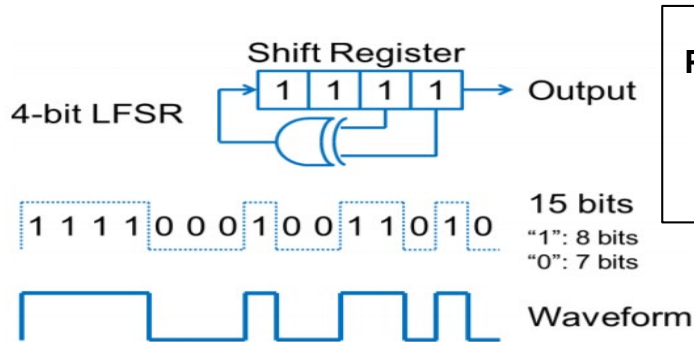 Shift Register
1 1 1 1
Output
4-bit LFSR
1 1 1 1 0 0 0 1 0 0 1 1 0 1 0
15 bits
“1”: 8 bits
“0”: 7 bits
Waveform